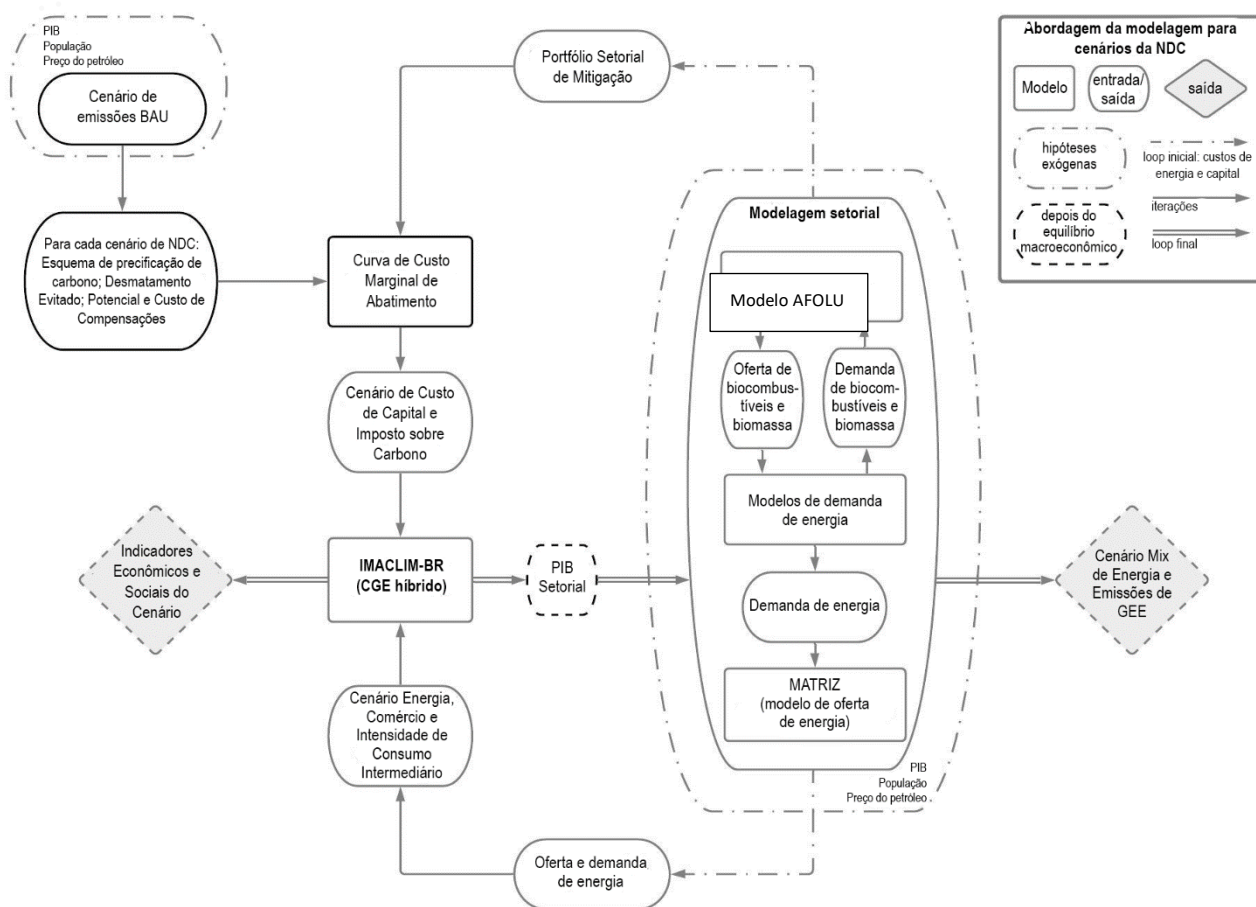 PIB
População
Preço do petróleo
Cenário de
emissões BAU
Para cada cenário de NDC:
Esquema de precificação de
carbono; Desmatamento
Evitado; Potencial e Custo de
Compensações
Portfólio Setorial
de Mitigação
Curva de Custo
Marginal de
Abatimento
Cenário de Custo
de Capital e
Imposto sobre
Carbono
Indicadores
Econômicos e
Sociais do
Cenário
IMACLIM-BR
(CGE híbrido)
PIB
Setorial
Cenário Energia,
Comércio e
Intensidade de
Consumo
Intermediário
Oferta e demanda
de energia
Modelagem setorial
Modelo AFOLU
Oferta de
biocombus-
tíveis e
biomassa
Demanda
de biocom-
bustíveis e
biomassa
Modelos de demanda
de energia
Demanda de energia
MATRIZ
(modelo de oferta
de energia)
PIB
População
Preço do petróleo
Cenário Mix
de Energia e
Emissões de
GEE
Abordagem da modelagem para
cenários da NDC
Modelo
entrada/
saída
saída
hipóteses
exógenas
loop inicial: custos de
energia e capital
iterações
depois do
equilíbrio
macroeconômico
loop final